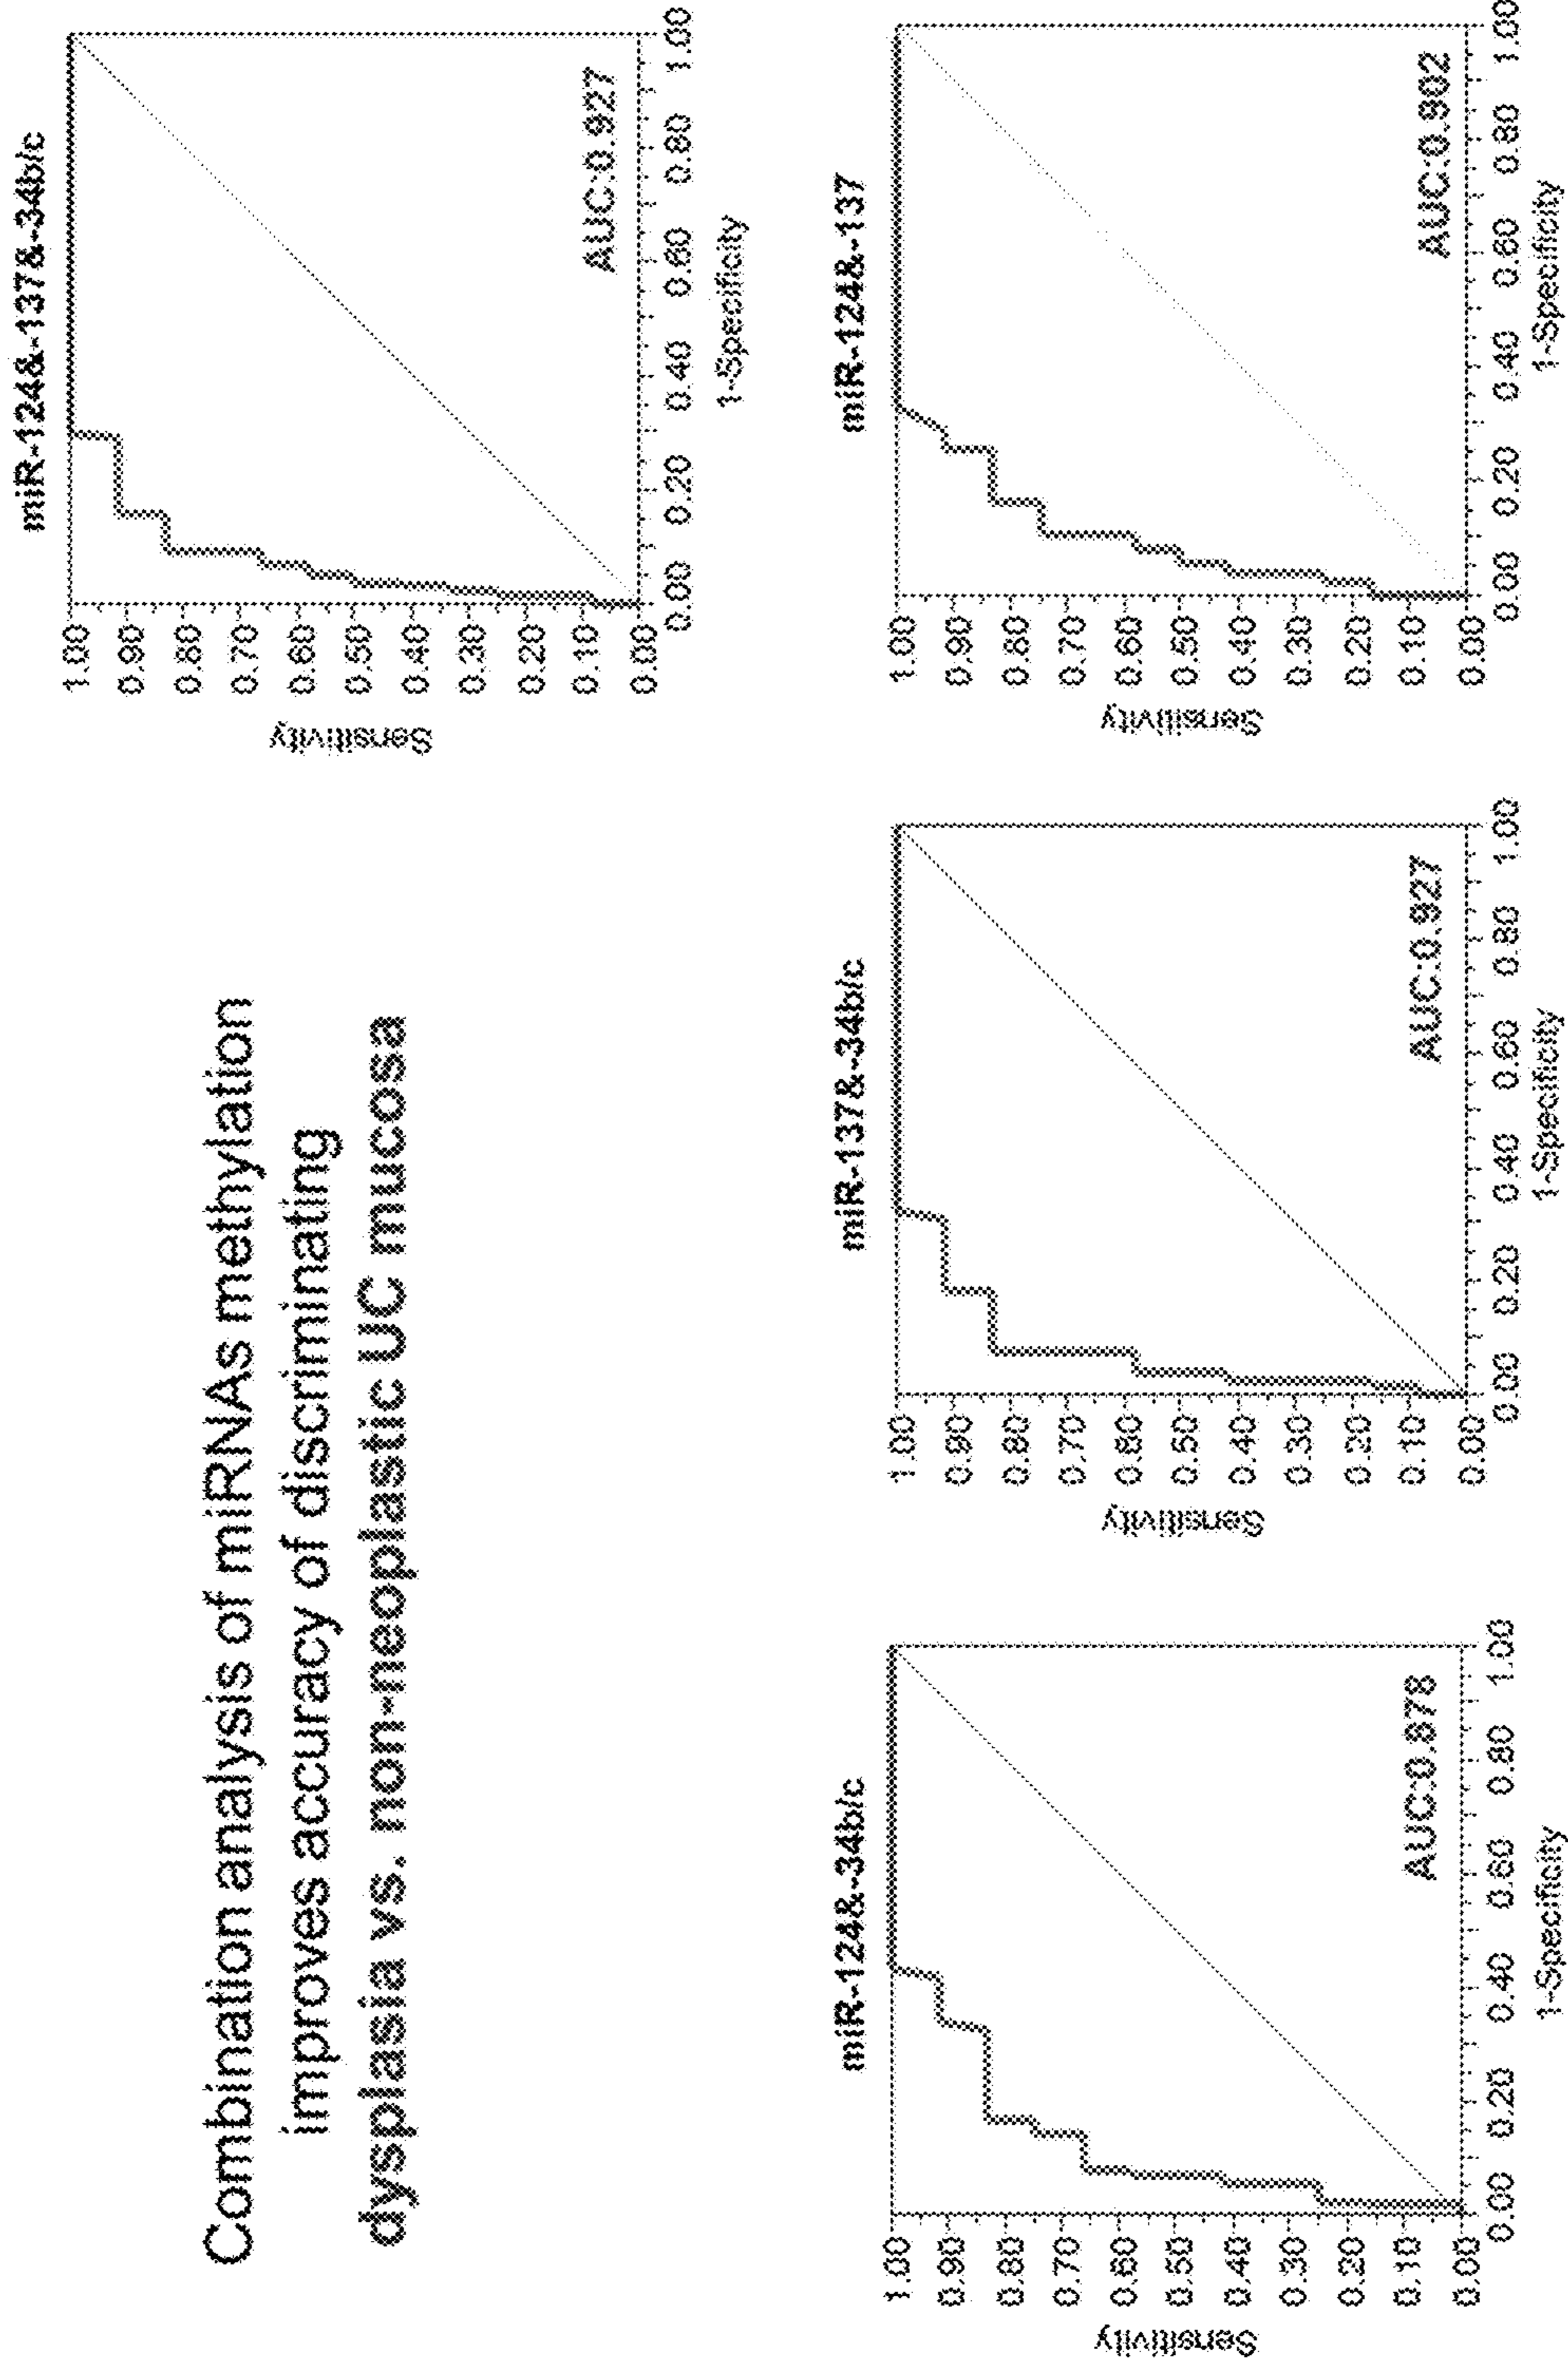 Combination analysis of miRNAs methylation
improves accuracy of discriminating
dysplasia vs. non-neoplastic UC mucosa
miR-124&-137&-34b/c
Sensitivity
1.00
0.90
0.80
0.70
0.60
0.50
0.40
0.30
0.20
0.10
0.00
AUC:0.927
0.00 0.20 0.40 0.60 0.80 1.00
1-Specificity
miR-124&-34b/c
Sensitivity
1.00
0.90
0.80
0.70
0.60
0.50
0.40
0.30
0.20
0.10
0.00
AUC:0.878
0.00 0.20 0.40 0.60 0.80 1.00
1-Specificity
miR-137&-34b/c
Sensitivity
1.00
0.90
0.80
0.70
0.60
0.50
0.40
0.30
0.20
0.10
0.00
AUC:0.927
0.00 0.20 0.40 0.60 0.80 1.00
1-Specificity
miR-124&-137
Sensitivity
1.00
0.90
0.80
0.70
0.60
0.50
0.40
0.30
0.20
0.10
0.00
AUC:0.902
0.00 0.20 0.40 0.60 0.80 1.00
1-Specificity